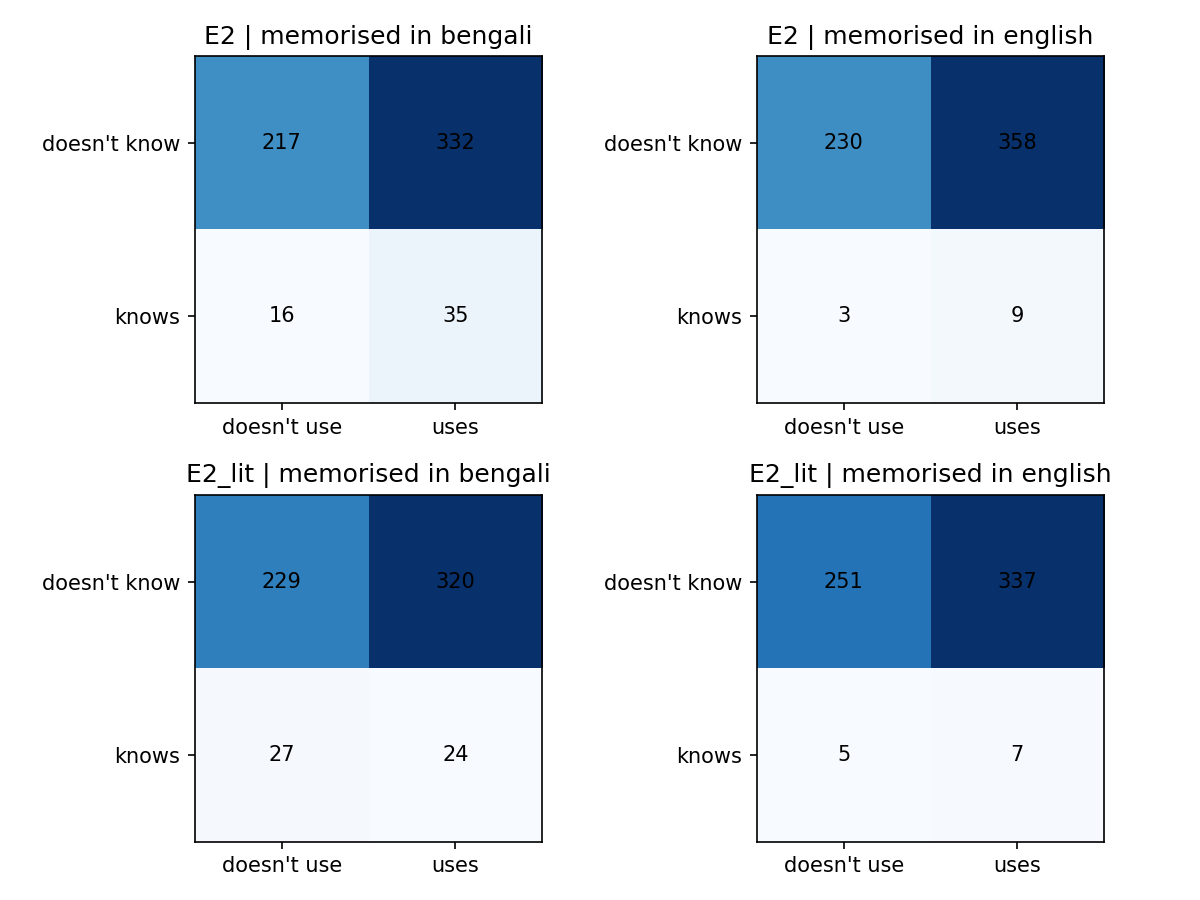 E2 | memorised in bengali
E2 | memorised in english
doesn't know
217
332
doesn't know
230
358
knows
16
35
knows
3
9
doesn't use
uses
doesn't use
uses
E2_lit | memorised in bengali
E2_lit | memorised in english
doesn't know
229
320
doesn't know
251
337
knows
27
24
knows
5
7
doesn't use
uses
doesn't use
uses